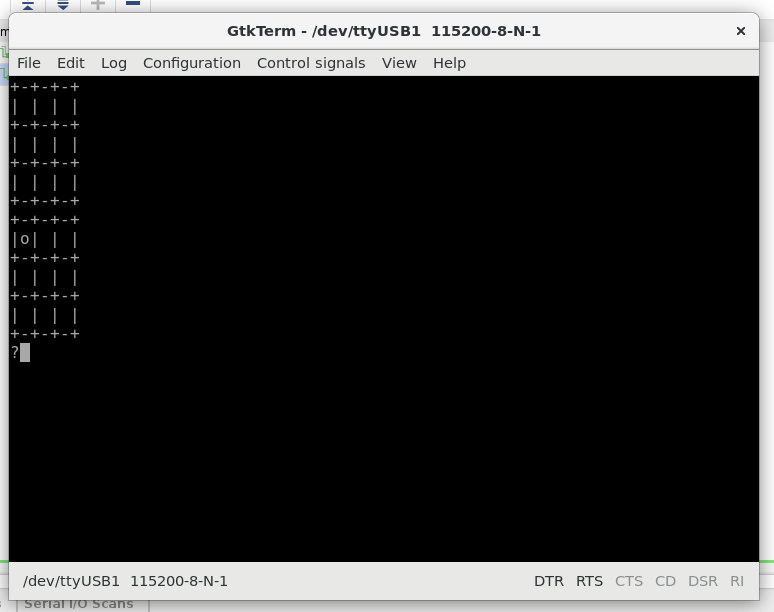 GtkTerm - /dev/ttyUSB1 115200-8-N-1
File Edit Log Configuration Control signals View Help
+-+-+-+
| | | |
+-+-+-+
| | | |
+-+-+-+
| | | |
+-+-+-+
+-+-+-+
|o| | |
+-+-+-+
| | | |
+-+-+-+
| | | |
+-+-+-+
?
/dev/ttyUSB1 115200-8-N-1 DTR RTS CTS CD DSR RI
Serial I/O Scans